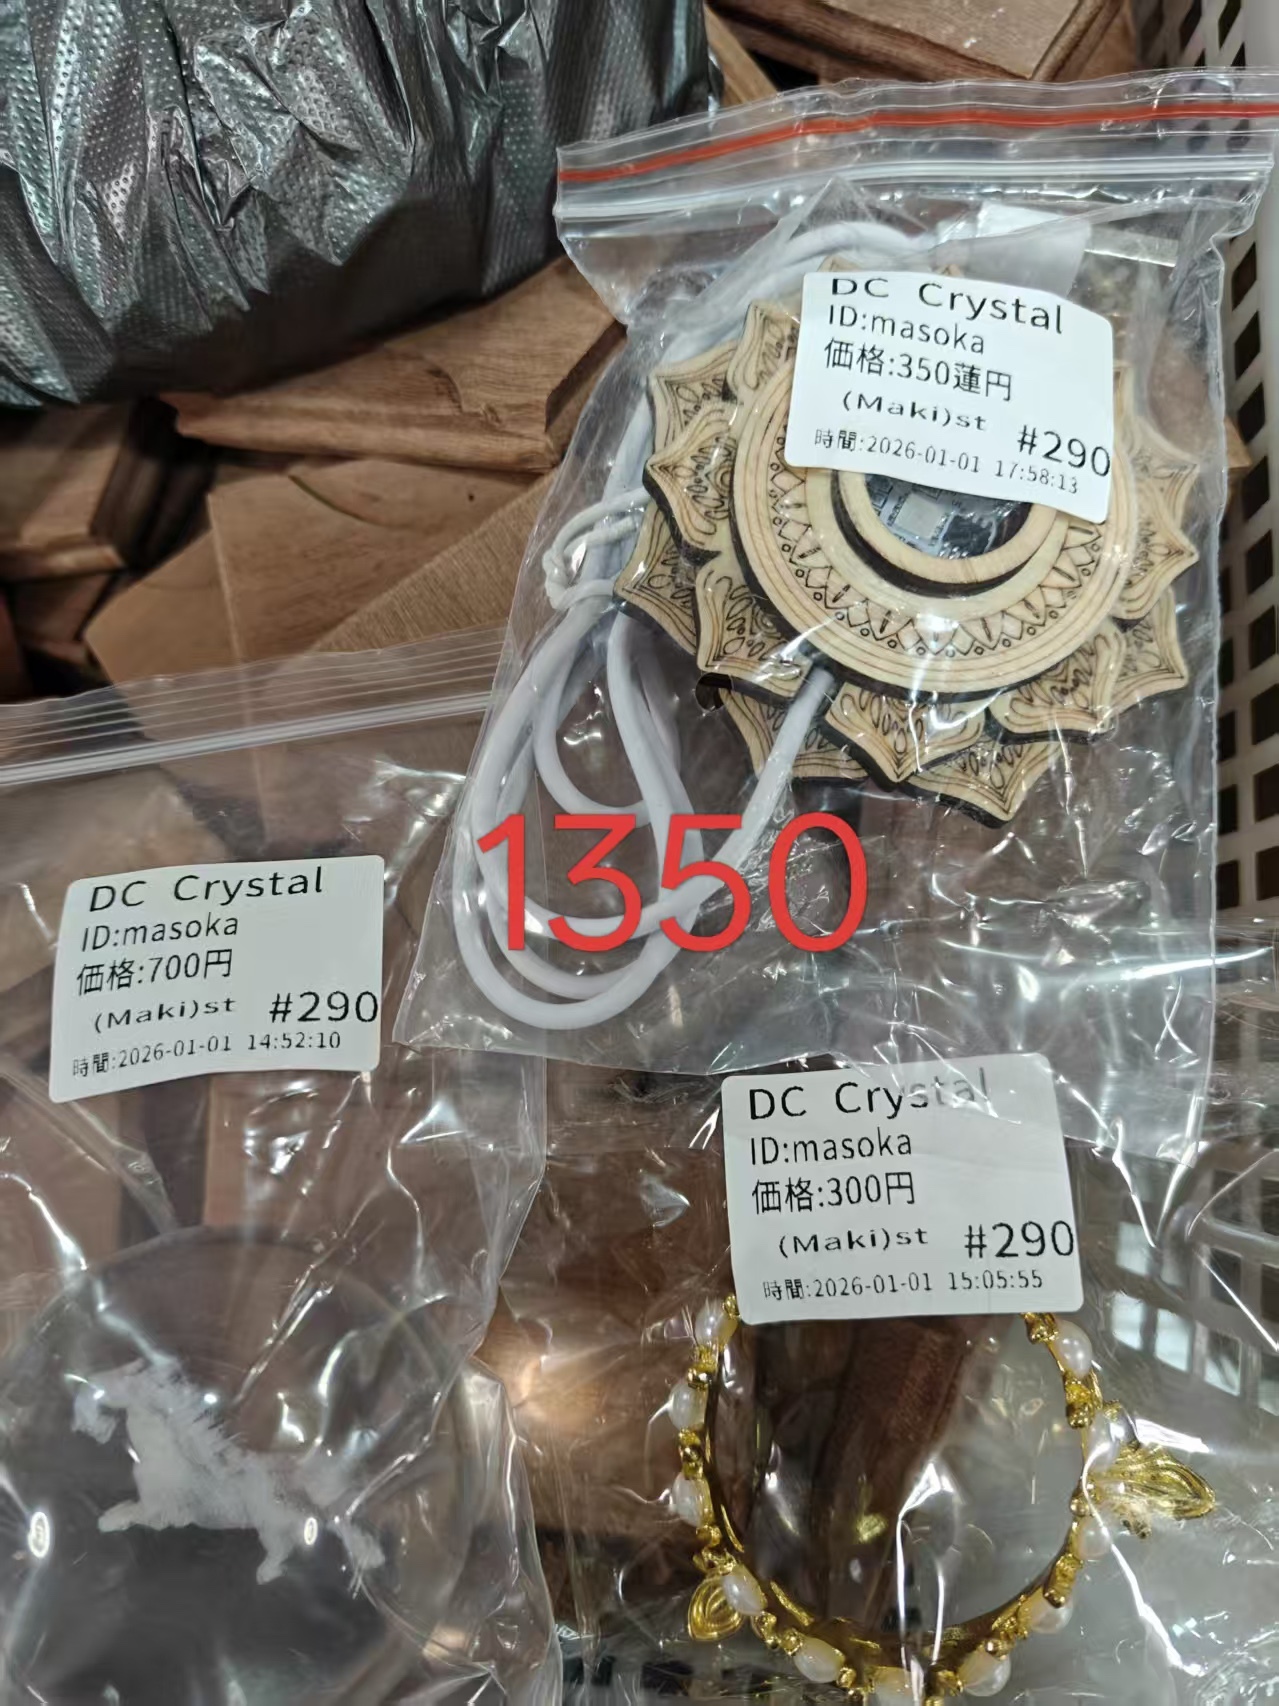 DC Crystal
ID:masoka
価格:350蓮円
(Maki)st #290
時間:2026-01-01 17:58:13
1350
DC Crystal
ID:masoka
価格:700円
(Maki)st #290
時間:2026-01-01 14:52:10
DC Crystal
ID:masoka
価格:300円
(Maki)st #290
時間:2026-01-01 15:05:55